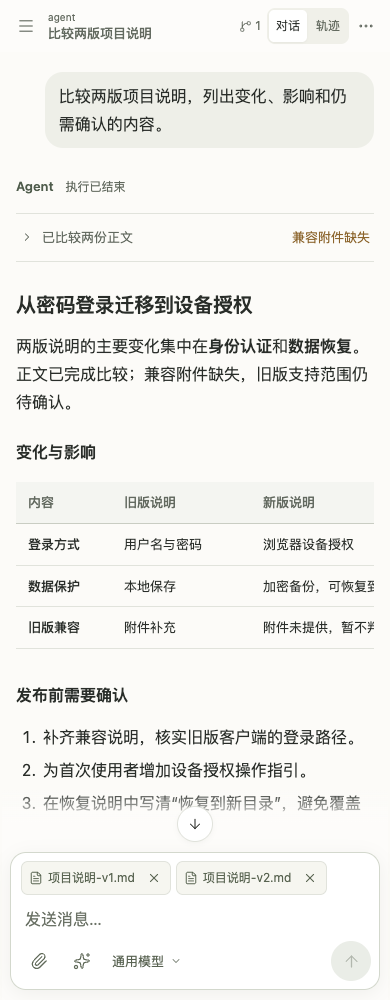 agent
比较两版项目说明
1
对话
轨迹
比较两版项目说明，列出变化、影响和仍
需确认的内容。
Agent 执行已结束
已比较两份正文 兼容附件缺失
从密码登录迁移到设备授权
两版说明的主要变化集中在身份认证和数据恢复。
正文已完成比较；兼容附件缺失，旧版支持范围仍
待确认。
变化与影响
内容 旧版说明 新版说明
登录方式 用户名与密码 浏览器设备授权
数据保护 本地保存 加密备份，可恢复到
旧版兼容 附件补充 附件未提供，暂不
发布前需要确认
1. 补齐兼容说明，核实旧版客户端的登录路径。
2. 为首次使用者增加设备授权操作指引。
3. 在恢复说明中写清“恢复到新目录”，避免覆盖
项目说明-v1.md
项目说明-v2.md
发送消息...
通用模型